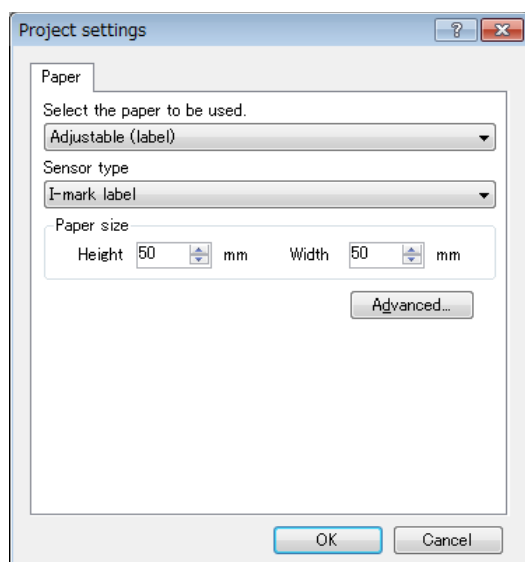 Project settings
?
Paper
Select the paper to be used.
Adjustable (label)
Sensor type
I-mark label
Paper size
Height 50 mm Width 50 mm
Advanced...
OK Cancel